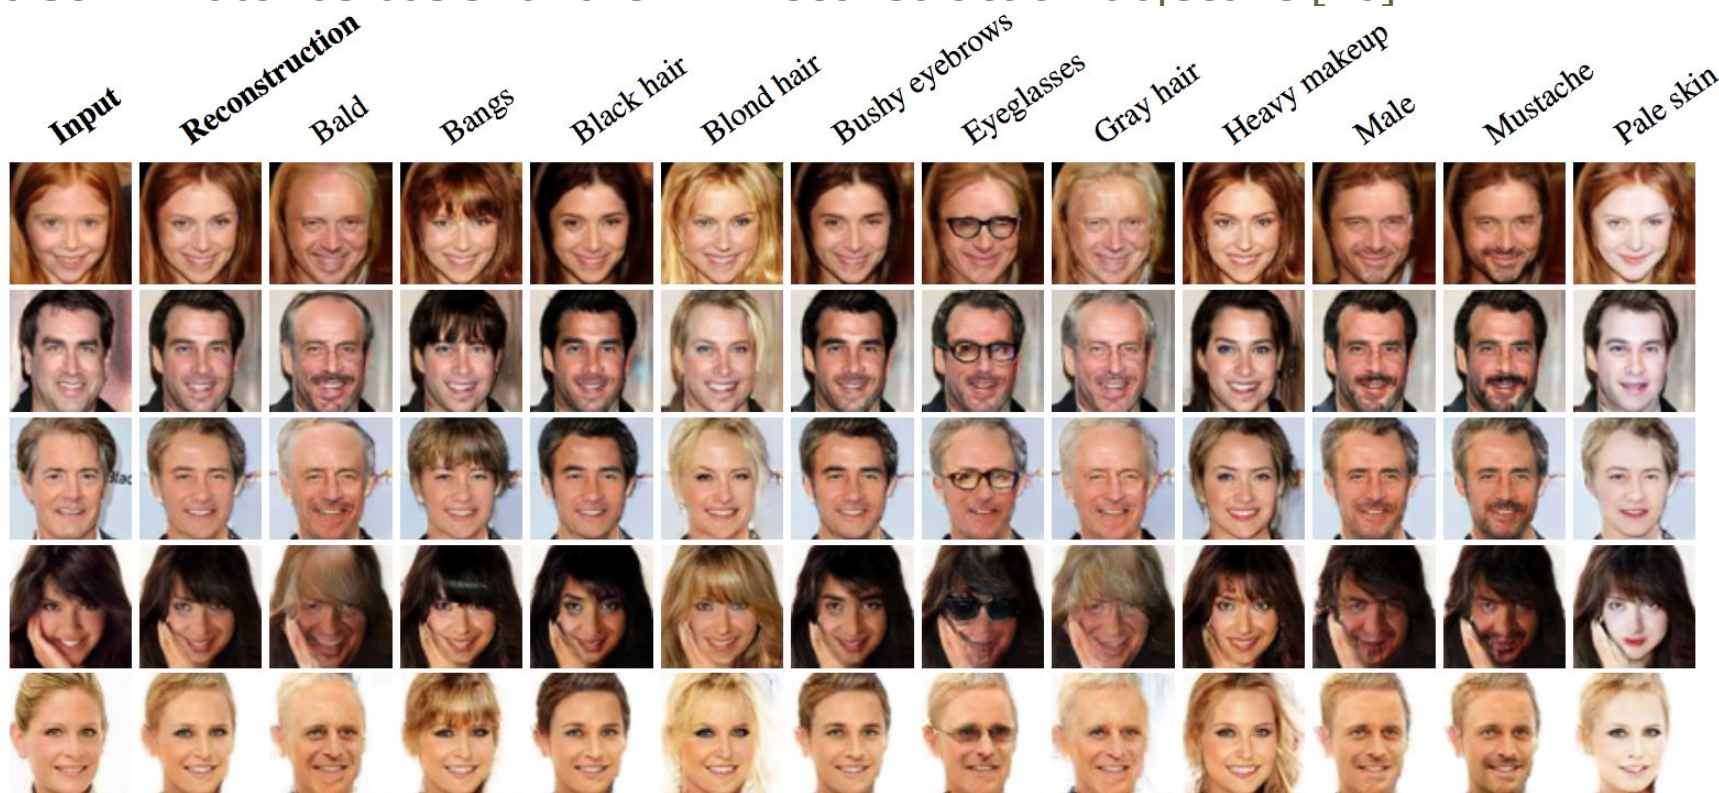 Input
Reconstruction
Bald
Bangs
Black hair
Blond hair
Bushy eyebrows
Eyeglasses
Gray hair
Heavy makeup
Male
Mustache
Pale skin